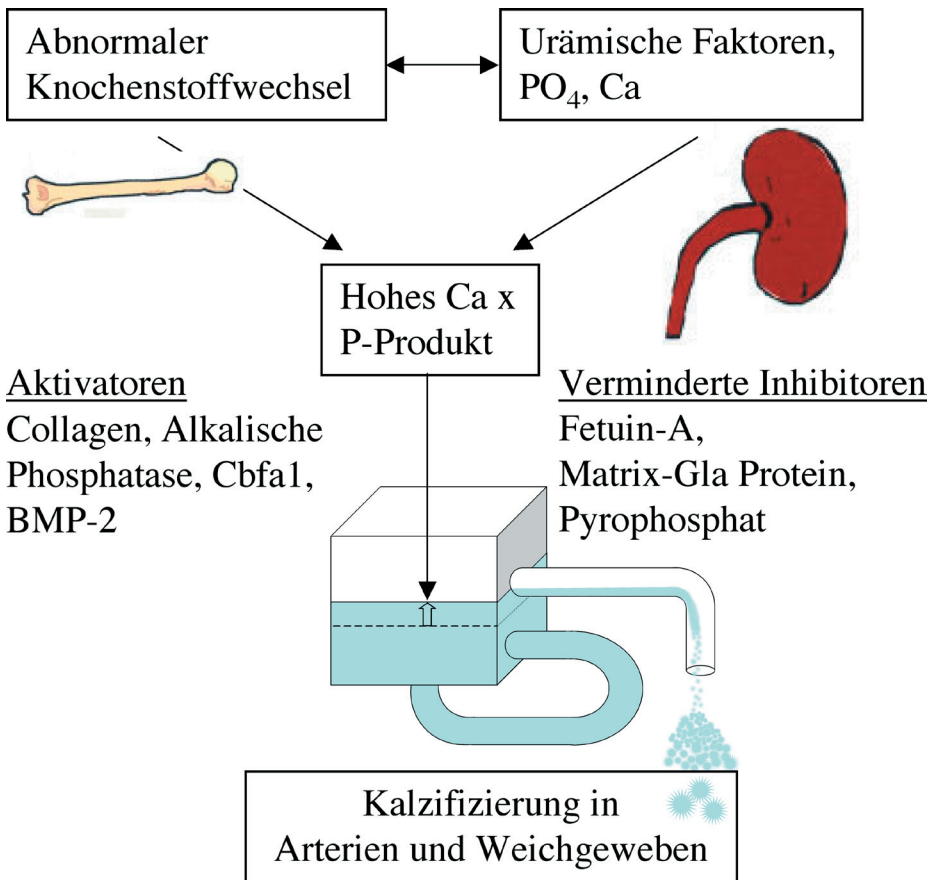 Abnormaler
Knochenstoffwechsel
Urämische Faktoren,
PO₄, Ca
Hohes Ca x
P-Produkt
Aktivatoren
Collagen, Alkalische
Phosphatase, Cbfa1,
BMP-2
Verminderte Inhibitoren
Fetuin-A,
Matrix-Gla Protein,
Pyrophosphat
Kalzifizierung in
Arterien und Weichgeweben